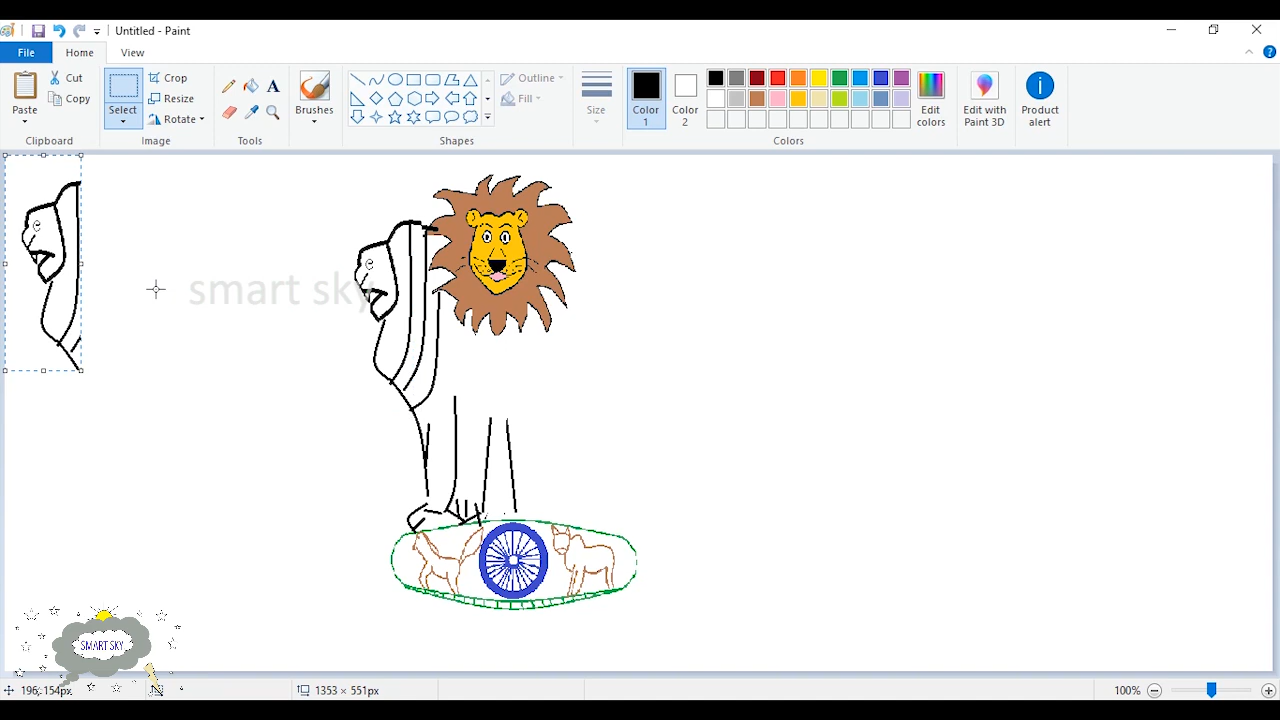 Untitled - Paint
File
Home
View
Paste
Cut
Copy
Clipboard
Select
Crop
Resize
Rotate
Image
A
Tools
Brushes
Shapes
Outline
Fill
Size
Color 1
Color 2
Edit colors
Colors
Edit with Paint 3D
Product alert
smart sky
SMART SKY
196, 154px
1353 × 551px
100%